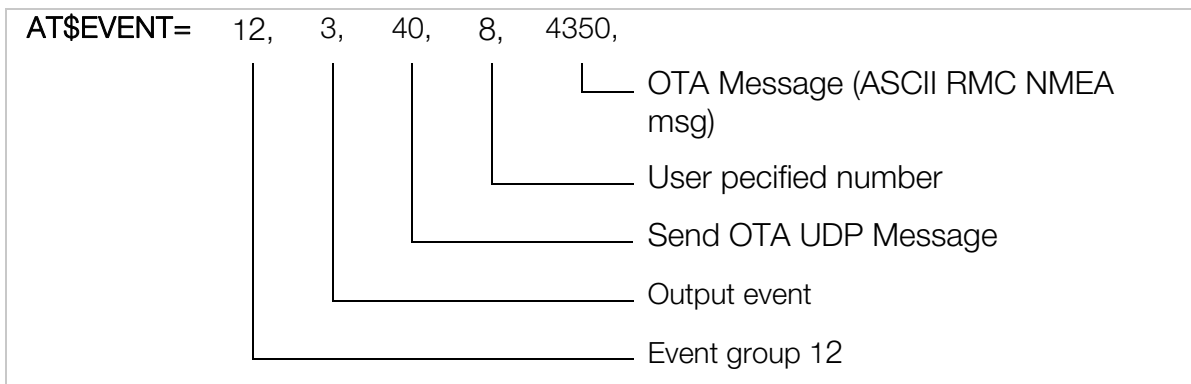 AT$EVENT= 12, 3, 40, 8, 4350,
OTA Message (ASCII RMC NMEA
msg)
User pecified number
Send OTA UDP Message
Output event
Event group 12